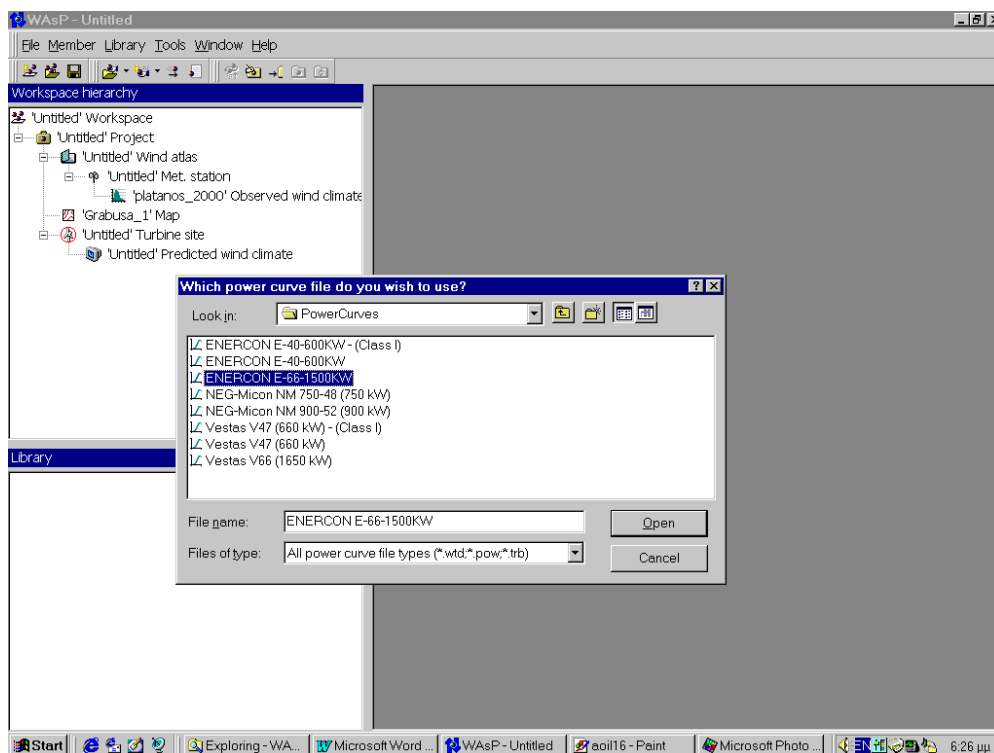 WAsP - Untitled
File Member Library Tools Window Help
Workspace hierarchy
'Untitled' Workspace
'Untitled' Project
'Untitled' Wind atlas
'Untitled' Met. station
'platanos_2000' Observed wind climate
'Grabusa_1' Map
'Untitled' Turbine site
'Untitled' Predicted wind climate
Which power curve file do you wish to use?
Look in: PowerCurves
ENERCON E-40-600KW - (Class I)
ENERCON E-40-600KW
ENERCON E-66-1500KW
NEG-Micon NM 750-48 (750 kW)
NEG-Micon NM 900-52 (900 kW)
Vestas V47 (660 kW) - (Class I)
Vestas V47 (660 kW)
Vestas V66 (1650 kW)
File name: ENERCON E-66-1500KW Open
Files of type: All power curve file types (*.wtd;*.pow;*.trb) Cancel
Library
Start Exploring - WA... Microsoft Word ... WAsP - Untitled aoil16 - Paint Microsoft Photo ... EN 6:26 μμ